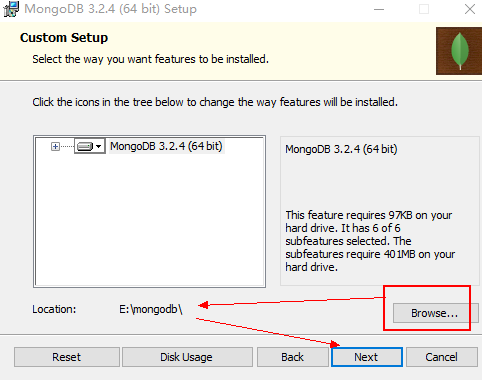 MongoDB 3.2.4 (64 bit) Setup
Custom Setup
Select the way you want features to be installed.
Click the icons in the tree below to change the way features will be installed.
MongoDB 3.2.4 (64 bit)
MongoDB 3.2.4 (64 bit)
This feature requires 97KB on your
hard drive. It has 6 of 6
subfeatures selected. The
subfeatures require 401MB on your
hard drive.
Location: E:\mongodb\
Browse...
Reset Disk Usage Back Next Cancel